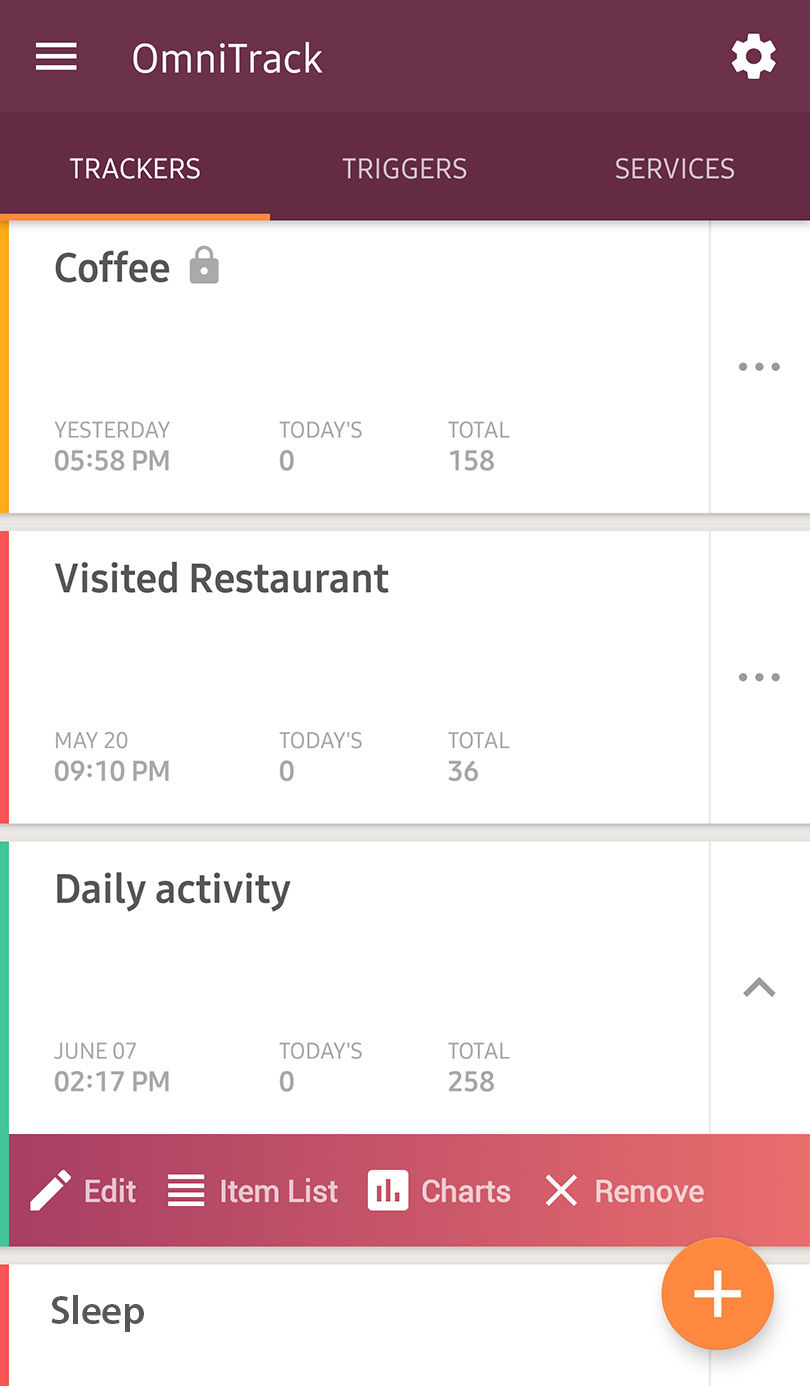 OmniTrack
TRACKERS TRIGGERS SERVICES
Coffee
YESTERDAY TODAY'S TOTAL
05:58 PM 0 158
Visited Restaurant
MAY 20 TODAY'S TOTAL
09:10 PM 0 36
Daily activity
JUNE 07 TODAY'S TOTAL
02:17 PM 0 258
Edit Item List Charts Remove
Sleep